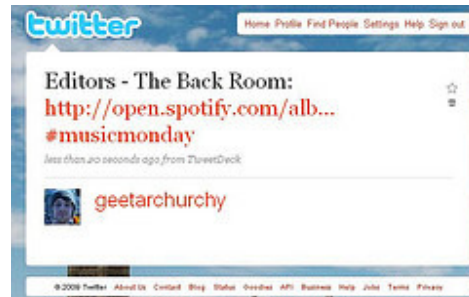 twitter
Home Profile Find People Settings Help Sign out
Editors - The Back Room:
http://open.spotify.com/alb...
#musicmonday
less than 20 seconds ago from TweetDeck
geetarchurchy
© 2009 Twitter About Us Contact Blog Status Goodies API Business Help Jobs Terms Privacy